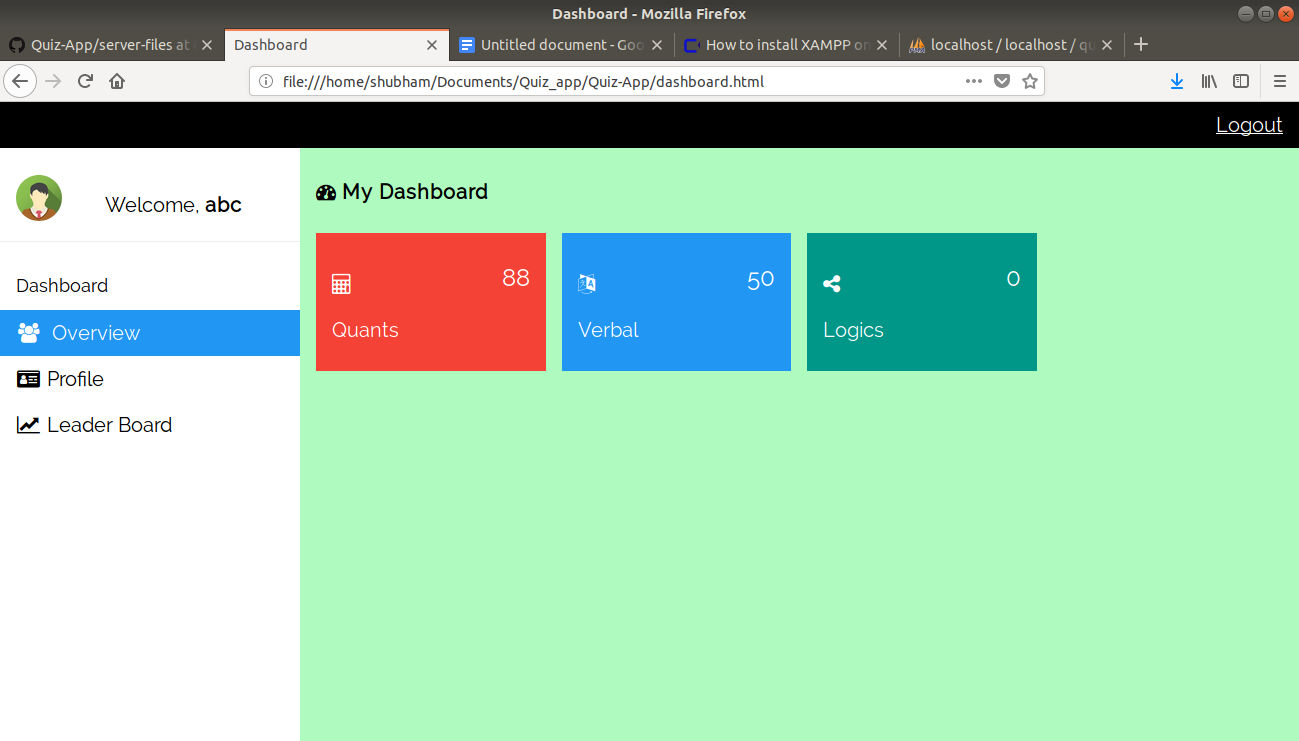 Dashboard - Mozilla Firefox
Quiz-App/server-files at
Dashboard
Untitled document - Goo
How to install XAMPP on
localhost / localhost / qu
file:///home/shubham/Documents/Quiz_app/Quiz-App/dashboard.html
Logout
Welcome, abc
My Dashboard
88
50
0
Quants
Verbal
Logics
Dashboard
Overview
Profile
Leader Board